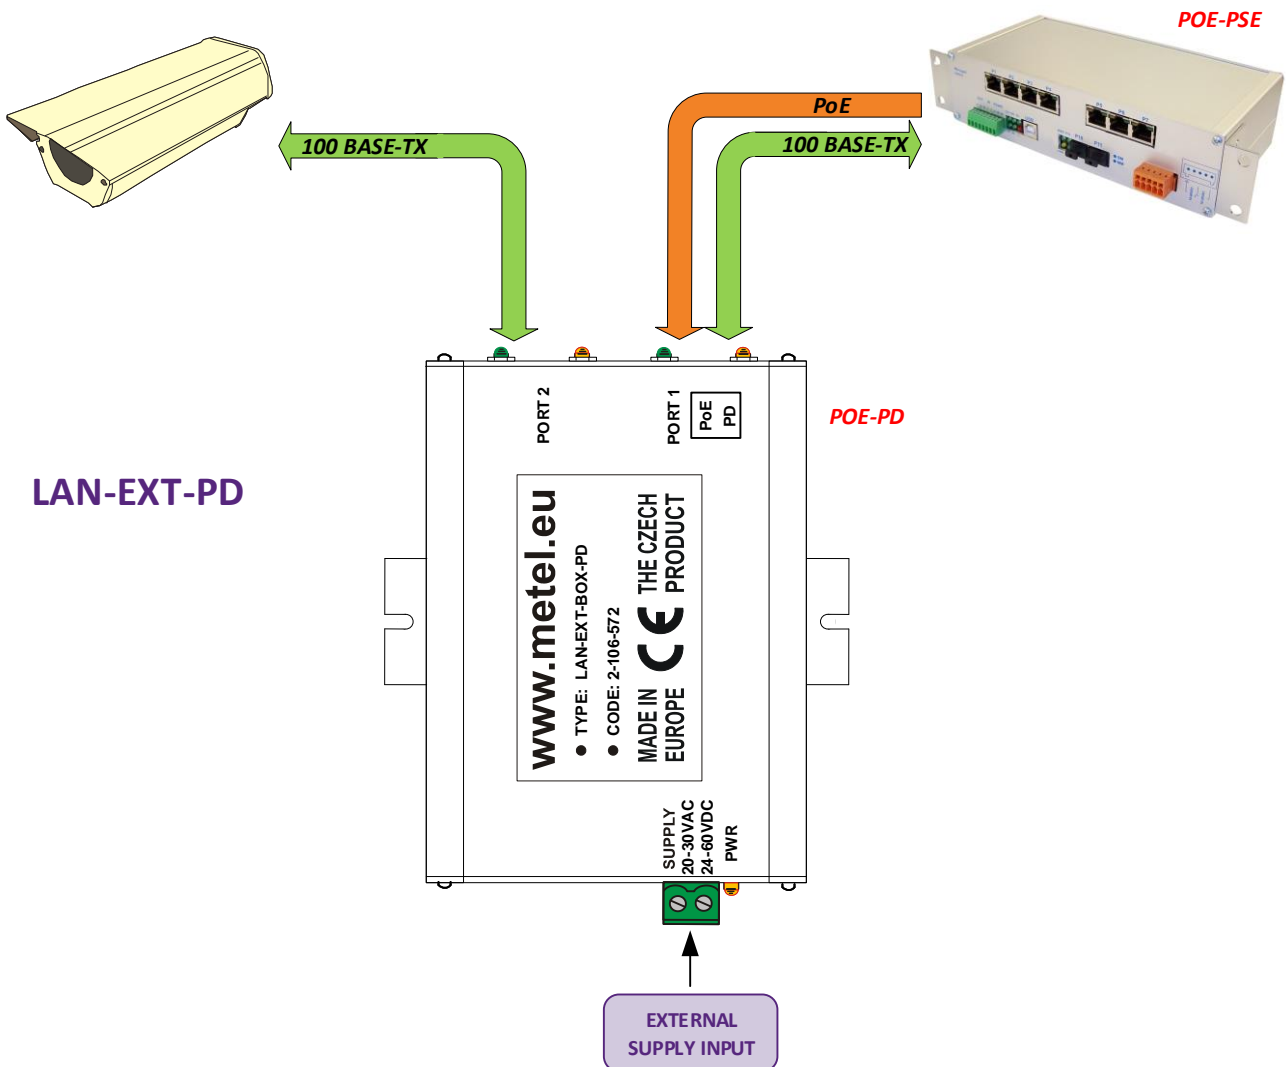 POE-PSE
PoE
100 BASE-TX
100 BASE-TX
PORT 2
PORT 1
PoE
PD
POE-PD
LAN-EXT-PD
www.metel.eu
● TYPE: LAN-EXT-BOX-PD
● CODE: 2-106-572
MADE IN
EUROPE
CE
THE CZECH
PRODUCT
SUPPLY
20-30VAC
24-60VDC
PWR
EXTERNAL
SUPPLY INPUT